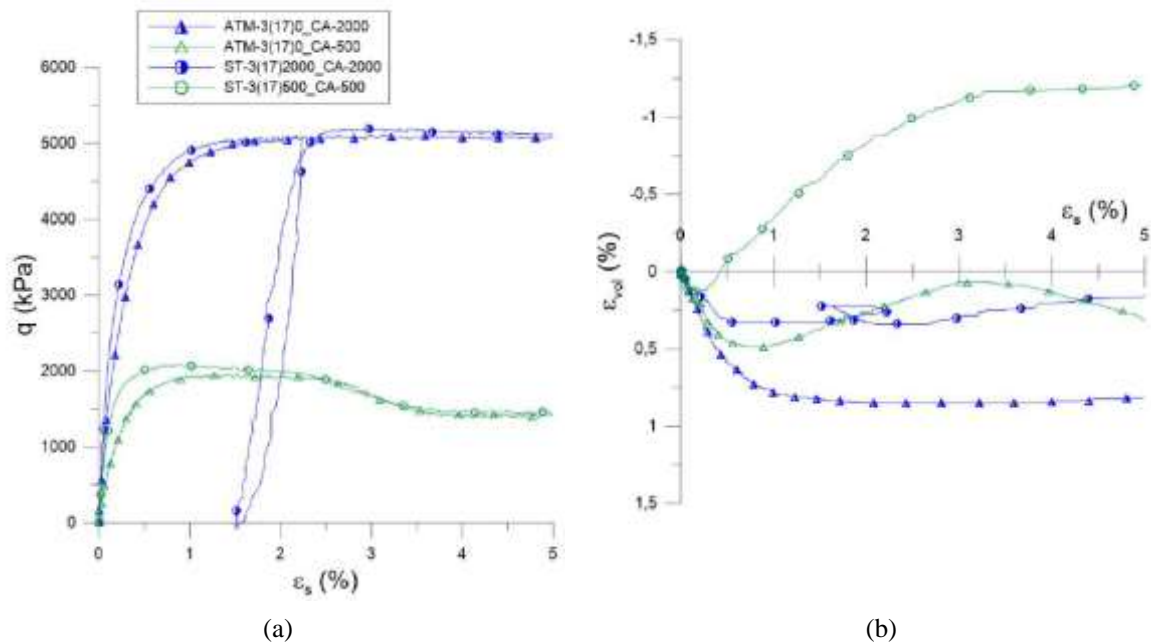 ATM-3(17)0_CA-2000
ATM-3(17)0_CA-500
ST-3(17)2000_CA-2000
ST-3(17)500_CA-500
6000
5000
4000
3000
2000
1000
0
q (kPa)
0 1 2 3 4 5
εs (%)
(a)
-1,5
-1
-0,5
0
0,5
1
1,5
εvol (%)
εs (%)
0 1 2 3 4 5
(b)